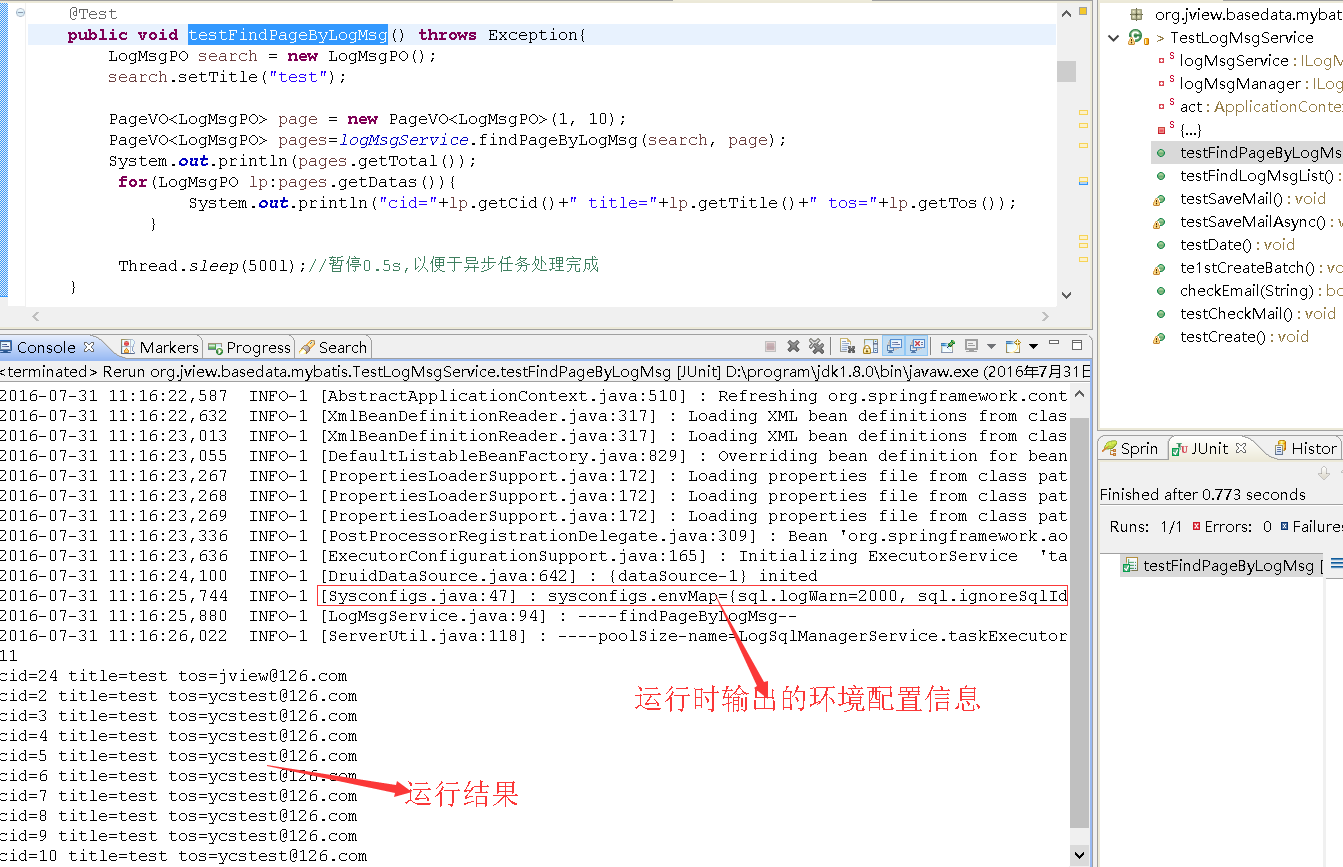 @Test
public void testFindPageByLogMsg() throws Exception{
LogMsgPO search = new LogMsgPO();
search.setTitle("test");
PageVO<LogMsgPO> page = new PageVO<LogMsgPO>(1, 10);
PageVO<LogMsgPO> pages=logMsgService.findPageByLogMsg(search, page);
System.out.println(pages.getTotal());
for(LogMsgPO lp:pages.getDatas()){
System.out.println("cid="+lp.getCid()+" title="+lp.getTitle()+" tos="+lp.getTos());
}
Thread.sleep(500l);//暂停0.5s,以便于异步任务处理完成
}
org.jview.basedata.mybat
> TestLogMsgService
S logMsgService : ILogM
S logMsgManager : ILog
S act : ApplicationConte
S {...}
testFindPageByLogMs
testFindLogMsgList() :
testSaveMail() : void
testSaveMailAsync() : v
testDate() : void
te1stCreateBatch() : vo
checkEmail(String) : bo
testCheckMail() : void
testCreate() : void
Console Markers Progress Search
<terminated> Rerun org.jview.basedata.mybatis.TestLogMsgService.testFindPageByLogMsg [JUnit] D:\program\jdk1.8.0\bin\javaw.exe (2016年7月31日
2016-07-31 11:16:22,587 INFO-1 [AbstractApplicationContext.java:510] : Refreshing org.springframework.cont
2016-07-31 11:16:22,632 INFO-1 [XmlBeanDefinitionReader.java:317] : Loading XML bean definitions from clas
2016-07-31 11:16:23,013 INFO-1 [XmlBeanDefinitionReader.java:317] : Loading XML bean definitions from clas
2016-07-31 11:16:23,055 INFO-1 [DefaultListableBeanFactory.java:829] : Overriding bean definition for bean
2016-07-31 11:16:23,267 INFO-1 [PropertiesLoaderSupport.java:172] : Loading properties file from class pat
2016-07-31 11:16:23,268 INFO-1 [PropertiesLoaderSupport.java:172] : Loading properties file from class pat
2016-07-31 11:16:23,269 INFO-1 [PropertiesLoaderSupport.java:172] : Loading properties file from class pat
2016-07-31 11:16:23,336 INFO-1 [PostProcessorRegistrationDelegate.java:309] : Bean 'org.springframework.ao
2016-07-31 11:16:23,636 INFO-1 [ExecutorConfigurationSupport.java:165] : Initializing ExecutorService 'ta
2016-07-31 11:16:24,100 INFO-1 [DruidDataSource.java:642] : {dataSource-1} inited
2016-07-31 11:16:25,744 INFO-1 [Sysconfigs.java:47] : sysconfigs.envMap={sql.logWarn=2000, sql.ignoreSqlId
2016-07-31 11:16:25,880 INFO-1 [LogMsgService.java:94] : ----findPageByLogMsg--
2016-07-31 11:16:26,022 INFO-1 [ServerUtil.java:118] : ----poolSize-name=LogSqlManagerService.taskExecutor
11
cid=24 title=test tos=jview@126.com
cid=2 title=test tos=ycstest@126.com
cid=3 title=test tos=ycstest@126.com
cid=4 title=test tos=ycstest@126.com
cid=5 title=test tos=ycstest@126.com
cid=6 title=test tos=ycstest@126.com
cid=7 title=test tos=ycstest@126.com
cid=8 title=test tos=ycstest@126.com
cid=9 title=test tos=ycstest@126.com
cid=10 title=test tos=ycstest@126.com
运行时输出的环境配置信息
运行结果
Sprin JUnit Histor
Finished after 0.773 seconds
Runs: 1/1 Errors: 0 Failures
testFindPageByLogMsg [